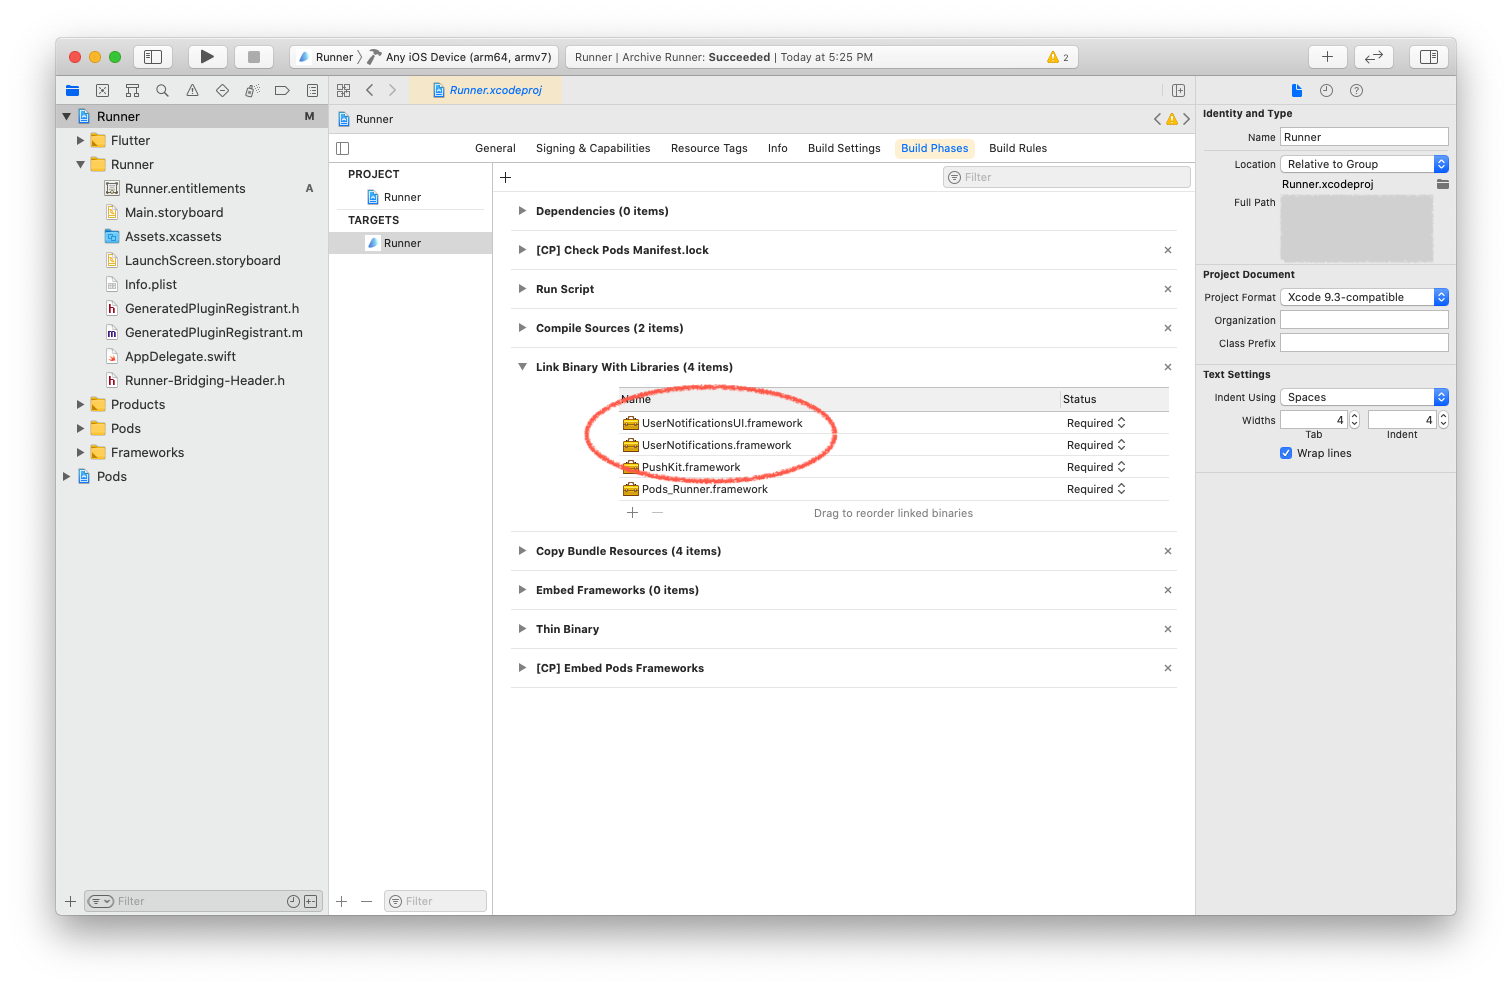 Runner
Any iOS Device (arm64, armv7)
Runner | Archive Runner: Succeeded | Today at 5:25 PM
2
Runner.xcodeproj
Runner
M
Flutter
Runner
Runner.entitlements
A
Main.storyboard
Assets.xcassets
LaunchScreen.storyboard
Info.plist
GeneratedPluginRegistrant.h
GeneratedPluginRegistrant.m
AppDelegate.swift
Runner-Bridging-Header.h
Products
Pods
Frameworks
Pods
Filter
Runner
General
Signing & Capabilities
Resource Tags
Info
Build Settings
Build Phases
Build Rules
PROJECT
Runner
TARGETS
Runner
Filter
Filter
Dependencies (0 items)
[CP] Check Pods Manifest.lock
Run Script
Compile Sources (2 items)
Link Binary With Libraries (4 items)
Name
Status
UserNotificationsUI.framework
Required
UserNotifications.framework
Required
PushKit.framework
Required
Pods_Runner.framework
Required
Drag to reorder linked binaries
Copy Bundle Resources (4 items)
Embed Frameworks (0 items)
Thin Binary
[CP] Embed Pods Frameworks
Identity and Type
Name
Runner
Location
Relative to Group
Runner.xcodeproj
Full Path
Project Document
Project Format
Xcode 9.3-compatible
Organization
Class Prefix
Text Settings
Indent Using
Spaces
Widths
4
4
Tab
Indent
Wrap lines